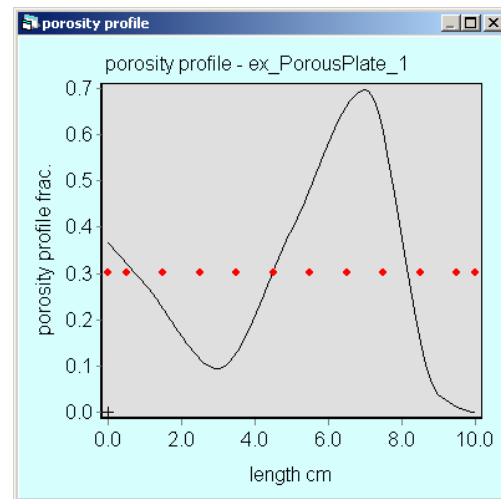 porosity profile
porosity profile - ex_PorousPlate_1
porosity profile frac.
0.7
0.6
0.5
0.4
0.3
0.2
0.1
0.0
0.0 2.0 4.0 6.0 8.0 10.0
length cm